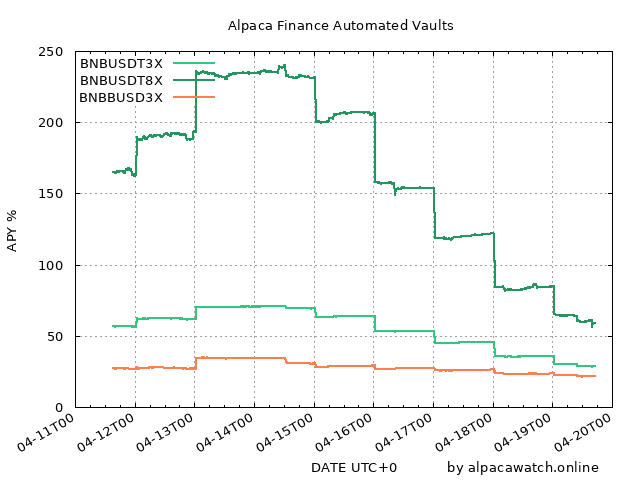 Alpaca Finance Automated Vaults
250
200
150
100
50
0
APY %
BNBUSDT3X
BNBUSDT8X
BNBBUSD3X
04-11T00
04-12T00
04-13T00
04-14T00
04-15T00
04-16T00
04-17T00
04-18T00
04-19T00
04-20T00
DATE UTC+0
by alpacawatch.online